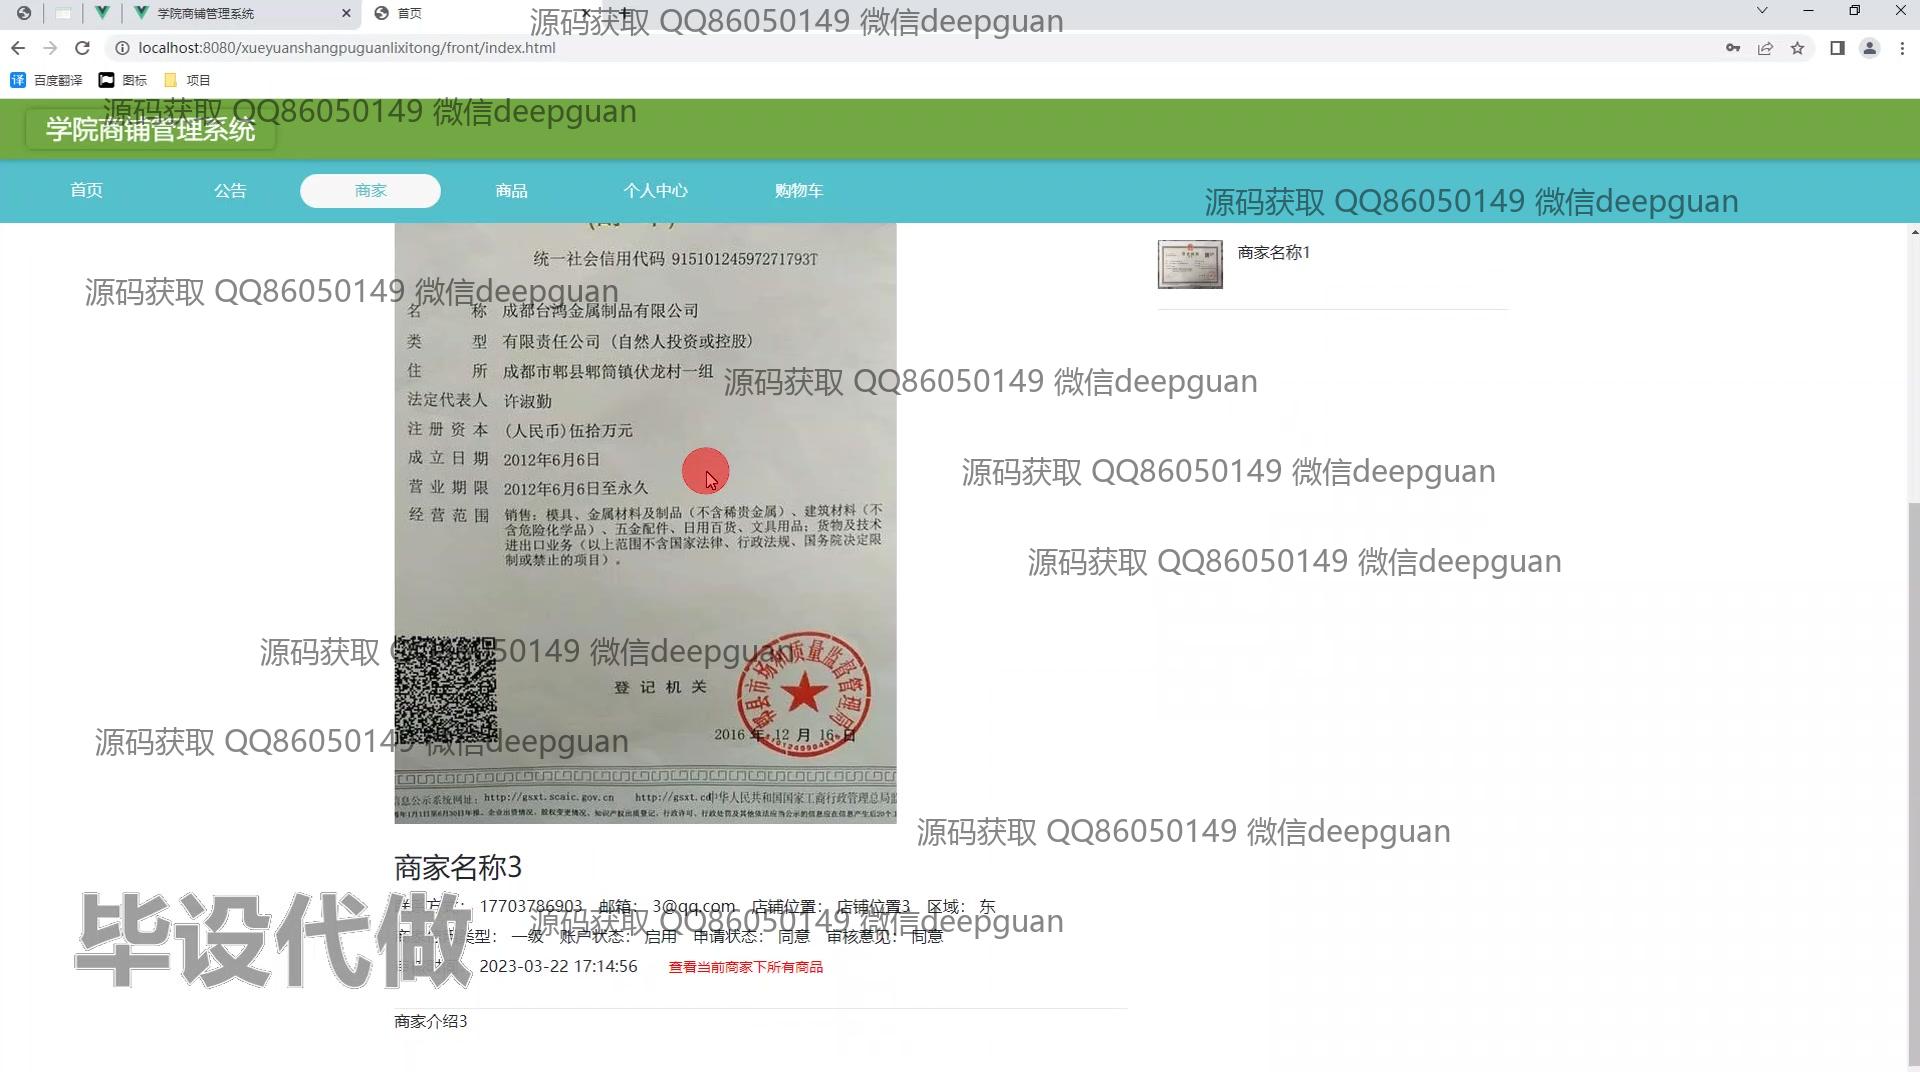 学院商铺管理系统
首页
源码获取 QQ86050149 微信deepguan
localhost:8080/xueyuanshangpuguanlixitong/front/index.html
百度翻译
图标
项目
源码获取 QQ86050149 微信deepguan
学院商铺管理系统
首页
公告
商家
商品
个人中心
购物车
源码获取 QQ86050149 微信deepguan
统一社会信用代码 91510124597271793T
商家名称1
源码获取 QQ86050149 微信deepguan
名 称 成都台鸿金属制品有限公司
类 型 有限责任公司（自然人投资或控股）
住 所 成都市郫县郫筒镇伏龙村一组
源码获取 QQ86050149 微信deepguan
法定代表人 许淑勤
注册资本 (人民币)伍拾万元
成立日期 2012年6月6日
源码获取 QQ86050149 微信deepguan
营业期限 2012年6月6日至永久
经营范围 销售：模具、金属材料及制品（不含稀贵金属）、建筑材料（不
含危险化学品）、五金配件、日用百货、文具用品；货物及技术
进出口业务（以上范围不含国家法律、行政法规、国务院决定限
制或禁止的项目）。
源码获取 QQ86050149 微信deepguan
源码获取 50149 微信deepguan
登记机关
郫县市场和质量监督管理局
2016 年 12 月 16 日
源码获取 QQ86050149 微信deepguan
信息公示系统网址：http://gsxt.scaic.gov.cn http://gsxt.cd 中华人民共和国国家工商行政管理总局
源码获取 QQ86050149 微信deepguan
商家名称3
17703786903 邮箱： 3@qq.com 店铺位置： 店铺位置3 区域： 东
源码获取 QQ86050149 微信deepguan
类型： 一级 账户状态： 启用 申请状态： 同意 审核意见： 同意
2023-03-22 17:14:56 查看当前商家下所有商品
毕设代做
商家介绍3